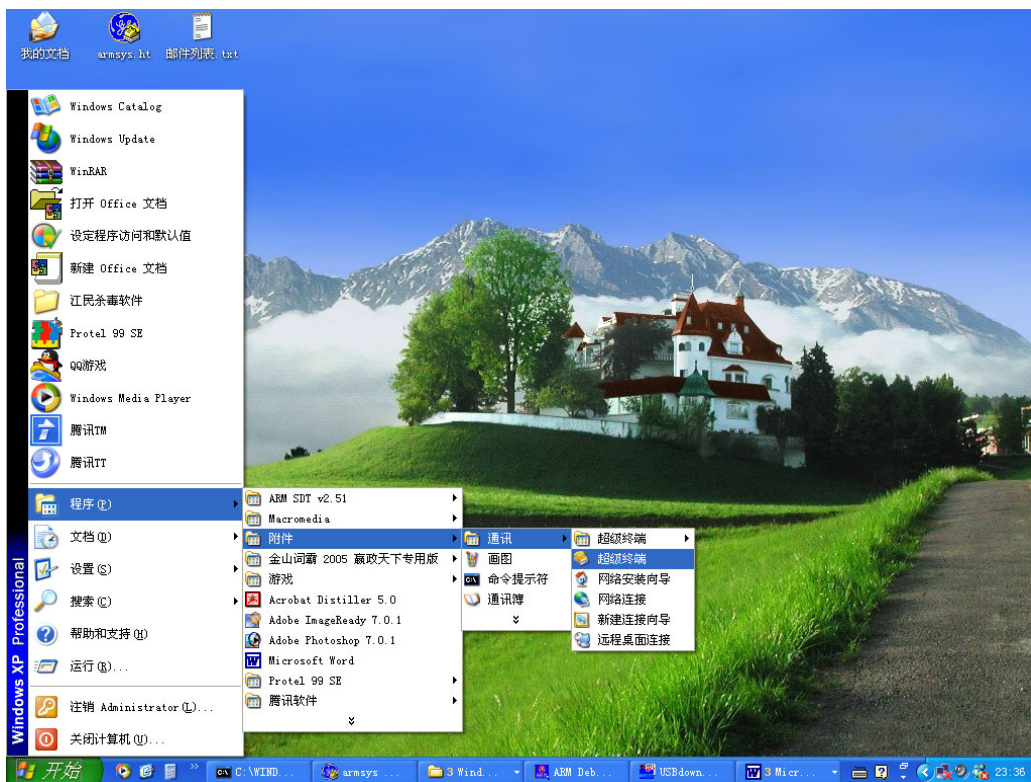 我的文档
armsys.ht
邮件列表.txt
Windows Catalog
Windows Update
WinRAR
打开 Office 文档
设定程序访问和默认值
新建 Office 文档
江民杀毒软件
Protel 99 SE
QQ游戏
Windows Media Player
腾讯TM
腾讯TT
程序(P)
文档(D)
设置(S)
搜索(C)
帮助和支持(H)
运行(R)...
注销 Administrator(L)...
关闭计算机(U)...
Windows XP Professional
ARM SDT v2.51
Macromedia
附件
金山词霸 2005 嬴政天下专用版
游戏
Acrobat Distiller 5.0
Adobe ImageReady 7.0.1
Adobe Photoshop 7.0.1
Microsoft Word
Protel 99 SE
腾讯软件
通讯
画图
命令提示符
通讯簿
超级终端
超级终端
网络安装向导
网络连接
新建连接向导
远程桌面连接
开始
C:\WIND...
armsys ...
3 Wind...
ARM Deb...
USBdown...
3 Micr...
23:38